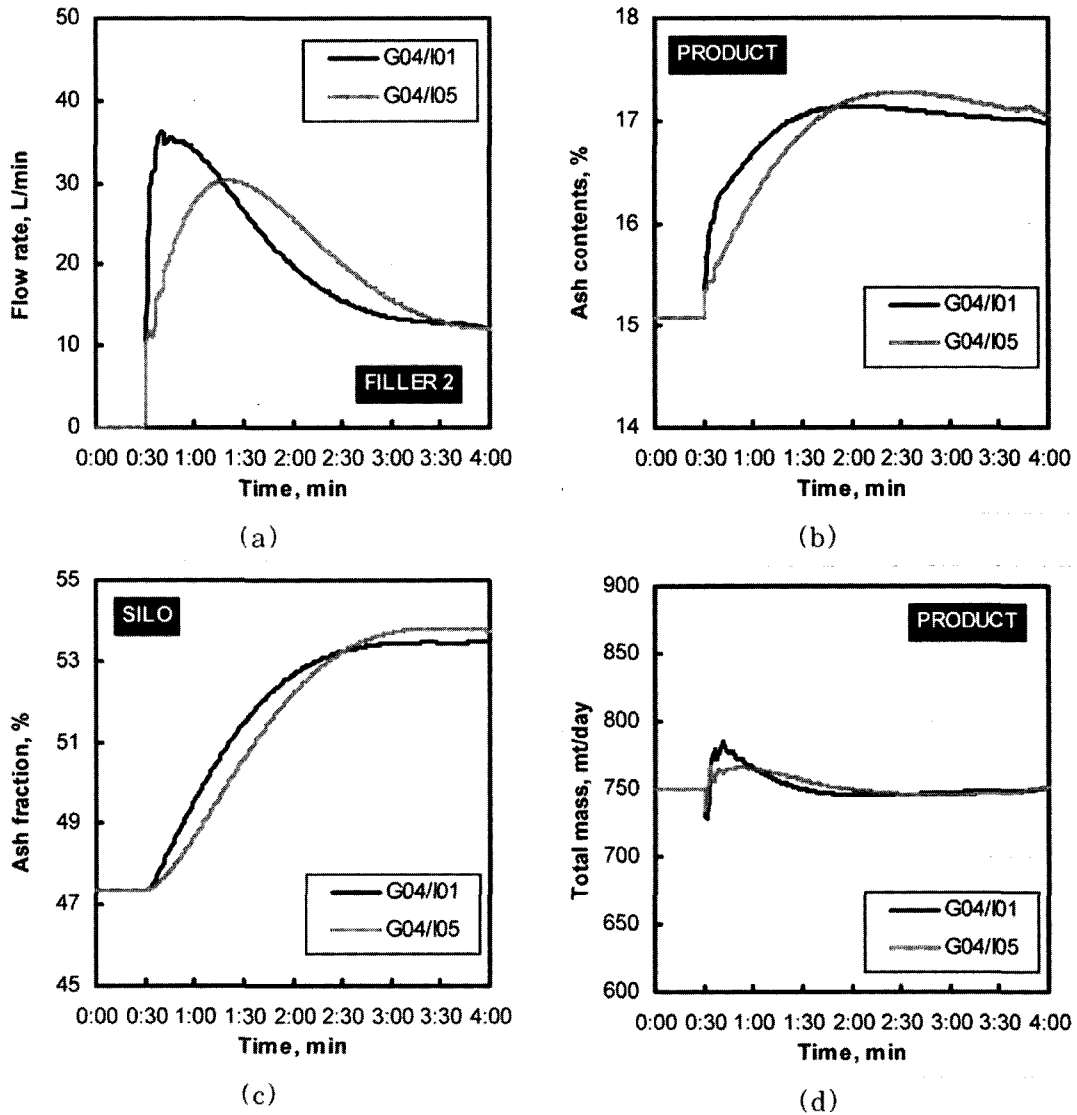 50
40
30
20
10
0
Flow rate, L/min
G04/I01
G04/I05
FILLER 2
0:00 0:30 1:00 1:30 2:00 2:30 3:00 3:30 4:00
Time, min
(a)
18
17
16
15
14
Ash contents, %
PRODUCT
G04/I01
G04/I05
0:00 0:30 1:00 1:30 2:00 2:30 3:00 3:30 4:00
Time, min
(b)
55
53
51
49
47
45
Ash fraction, %
SILO
G04/I01
G04/I05
0:00 0:30 1:00 1:30 2:00 2:30 3:00 3:30 4:00
Time, min
(c)
900
850
800
750
700
650
600
Total mass, mt/day
PRODUCT
G04/I01
G04/I05
0:00 0:30 1:00 1:30 2:00 2:30 3:00 3:30 4:00
Time, min
(d)